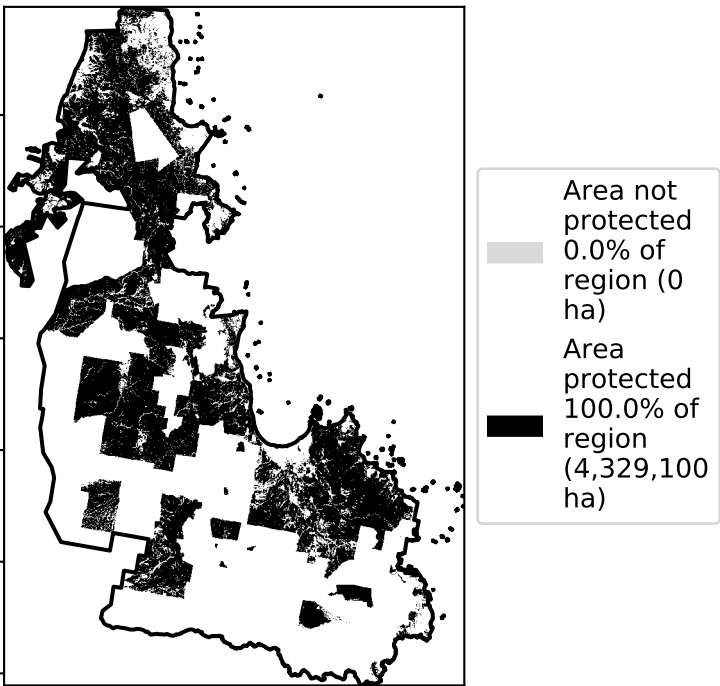 Area not
protected
0.0% of
region (0
ha)
Area
protected
100.0% of
region
(4,329,100
ha)